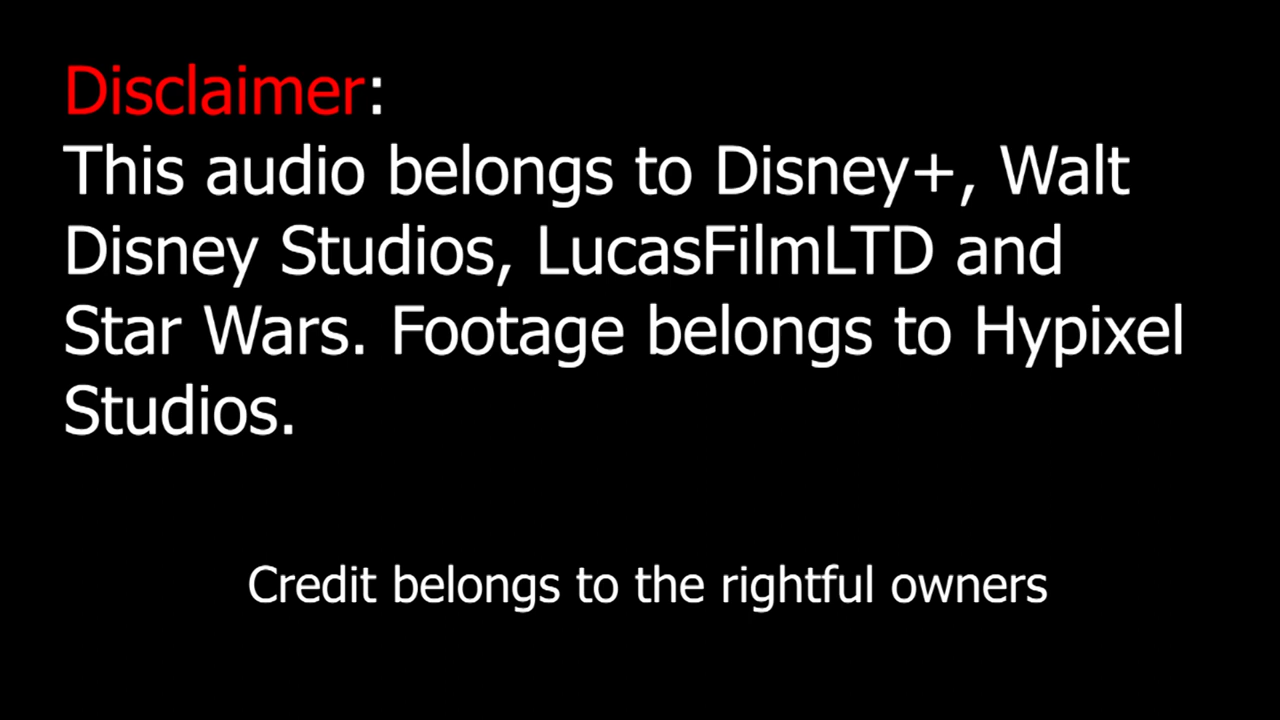 Disclaimer:
This audio belongs to Disney+, Walt
Disney Studios, LucasFilmLTD and
Star Wars. Footage belongs to Hypixel
Studios.
Credit belongs to the rightful owners